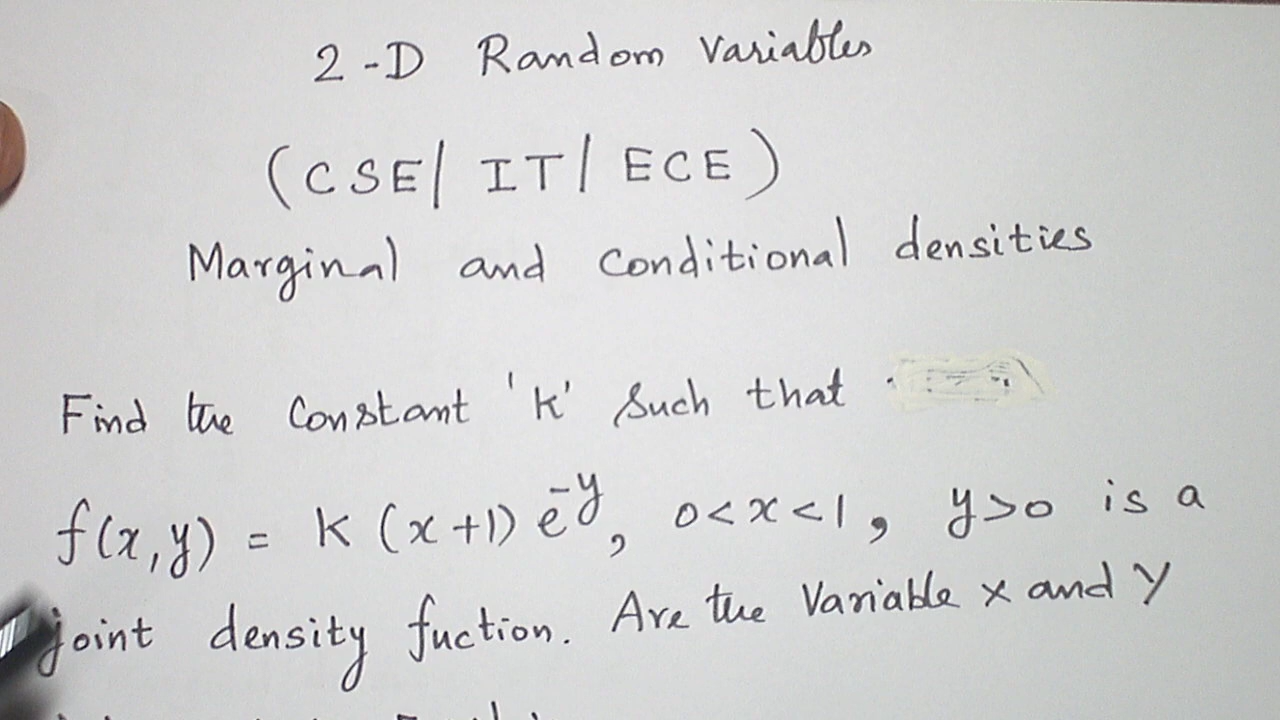 2-D Random Variables
(CSE/ IT/ ECE)
Marginal and Conditional densities
Find the Constant 'K' such that
f(x,y) = K (x+1) e^-y, 0<x<1, y>0 is a
joint density fuction. Are the Variable x and y